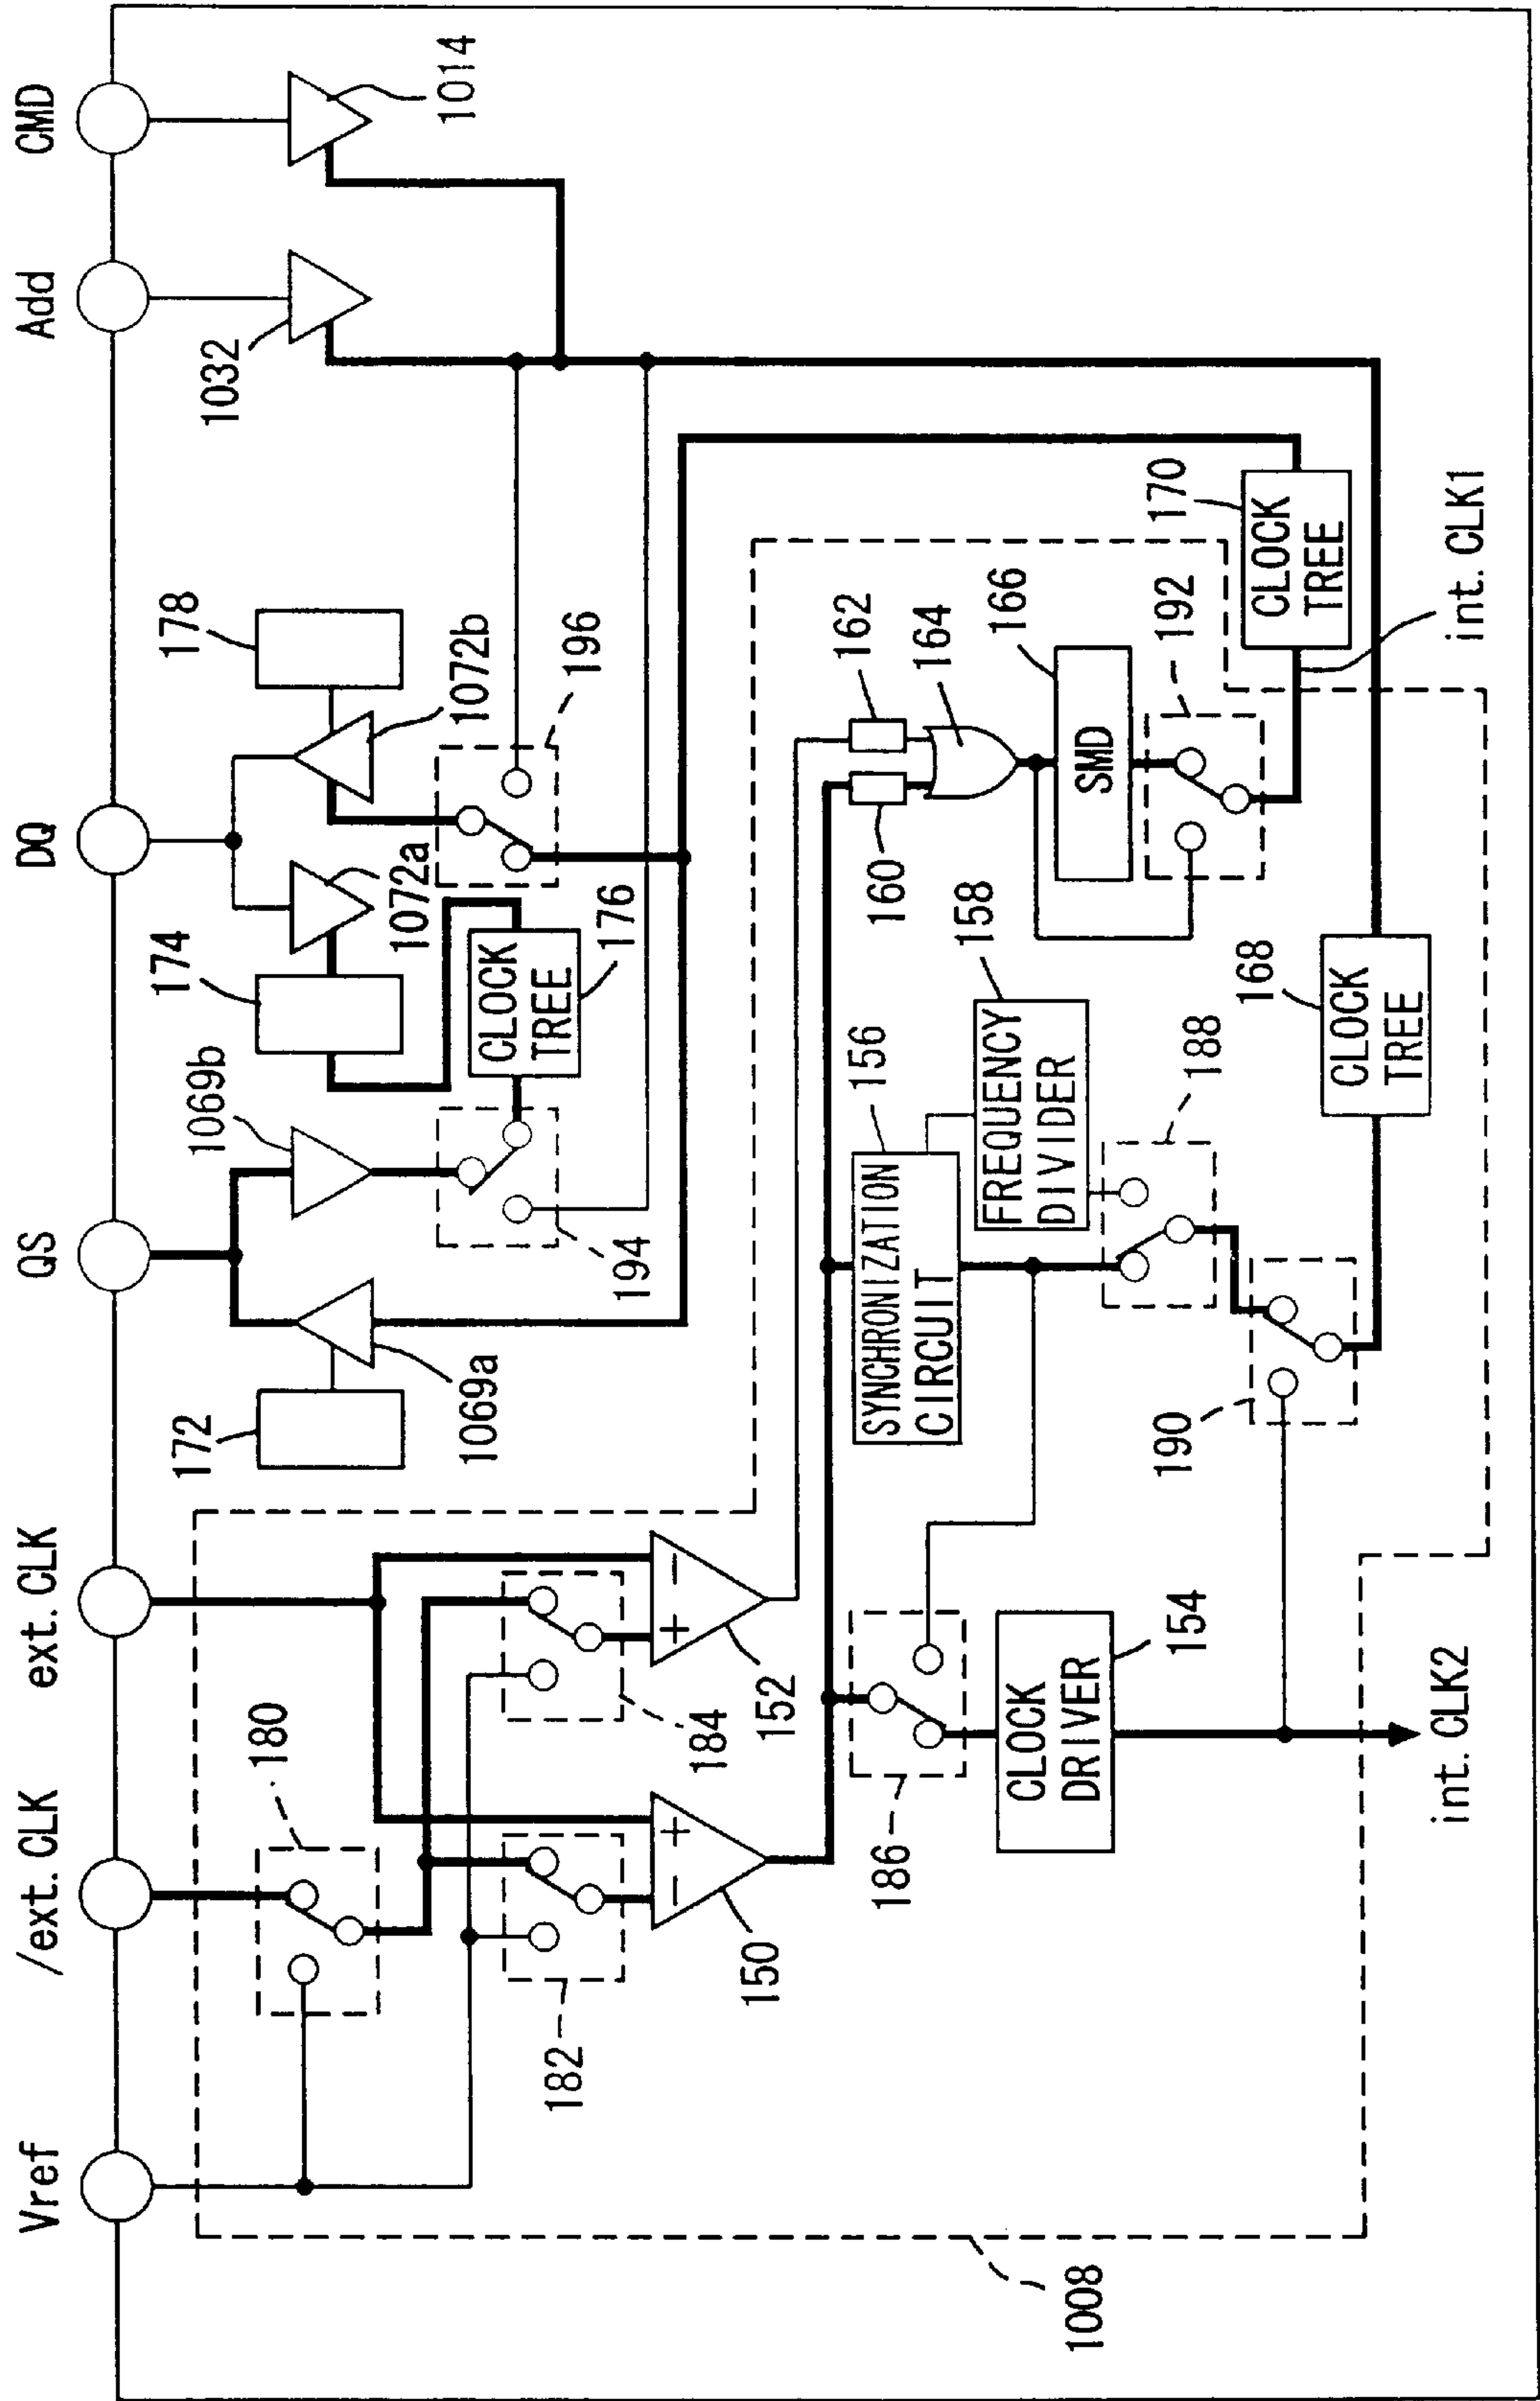 Vref
/ext.CLK
ext.CLK
QS
DQ
Add
CMD
172
1069a
1069b
174
1072a
178
1072b
1032
1014
180
194
CLOCK
TREE
176
196
182
184
150
152
186
CLOCK
DRIVER
154
SYNCHRONIZATION
CIRCUIT
156
FREQUENCY
DIVIDER
158
160
162
164
SMD
166
188
190
192
CLOCK
TREE
168
CLOCK
TREE
170
int.CLK1
int.CLK2
1008
+
−
+
−